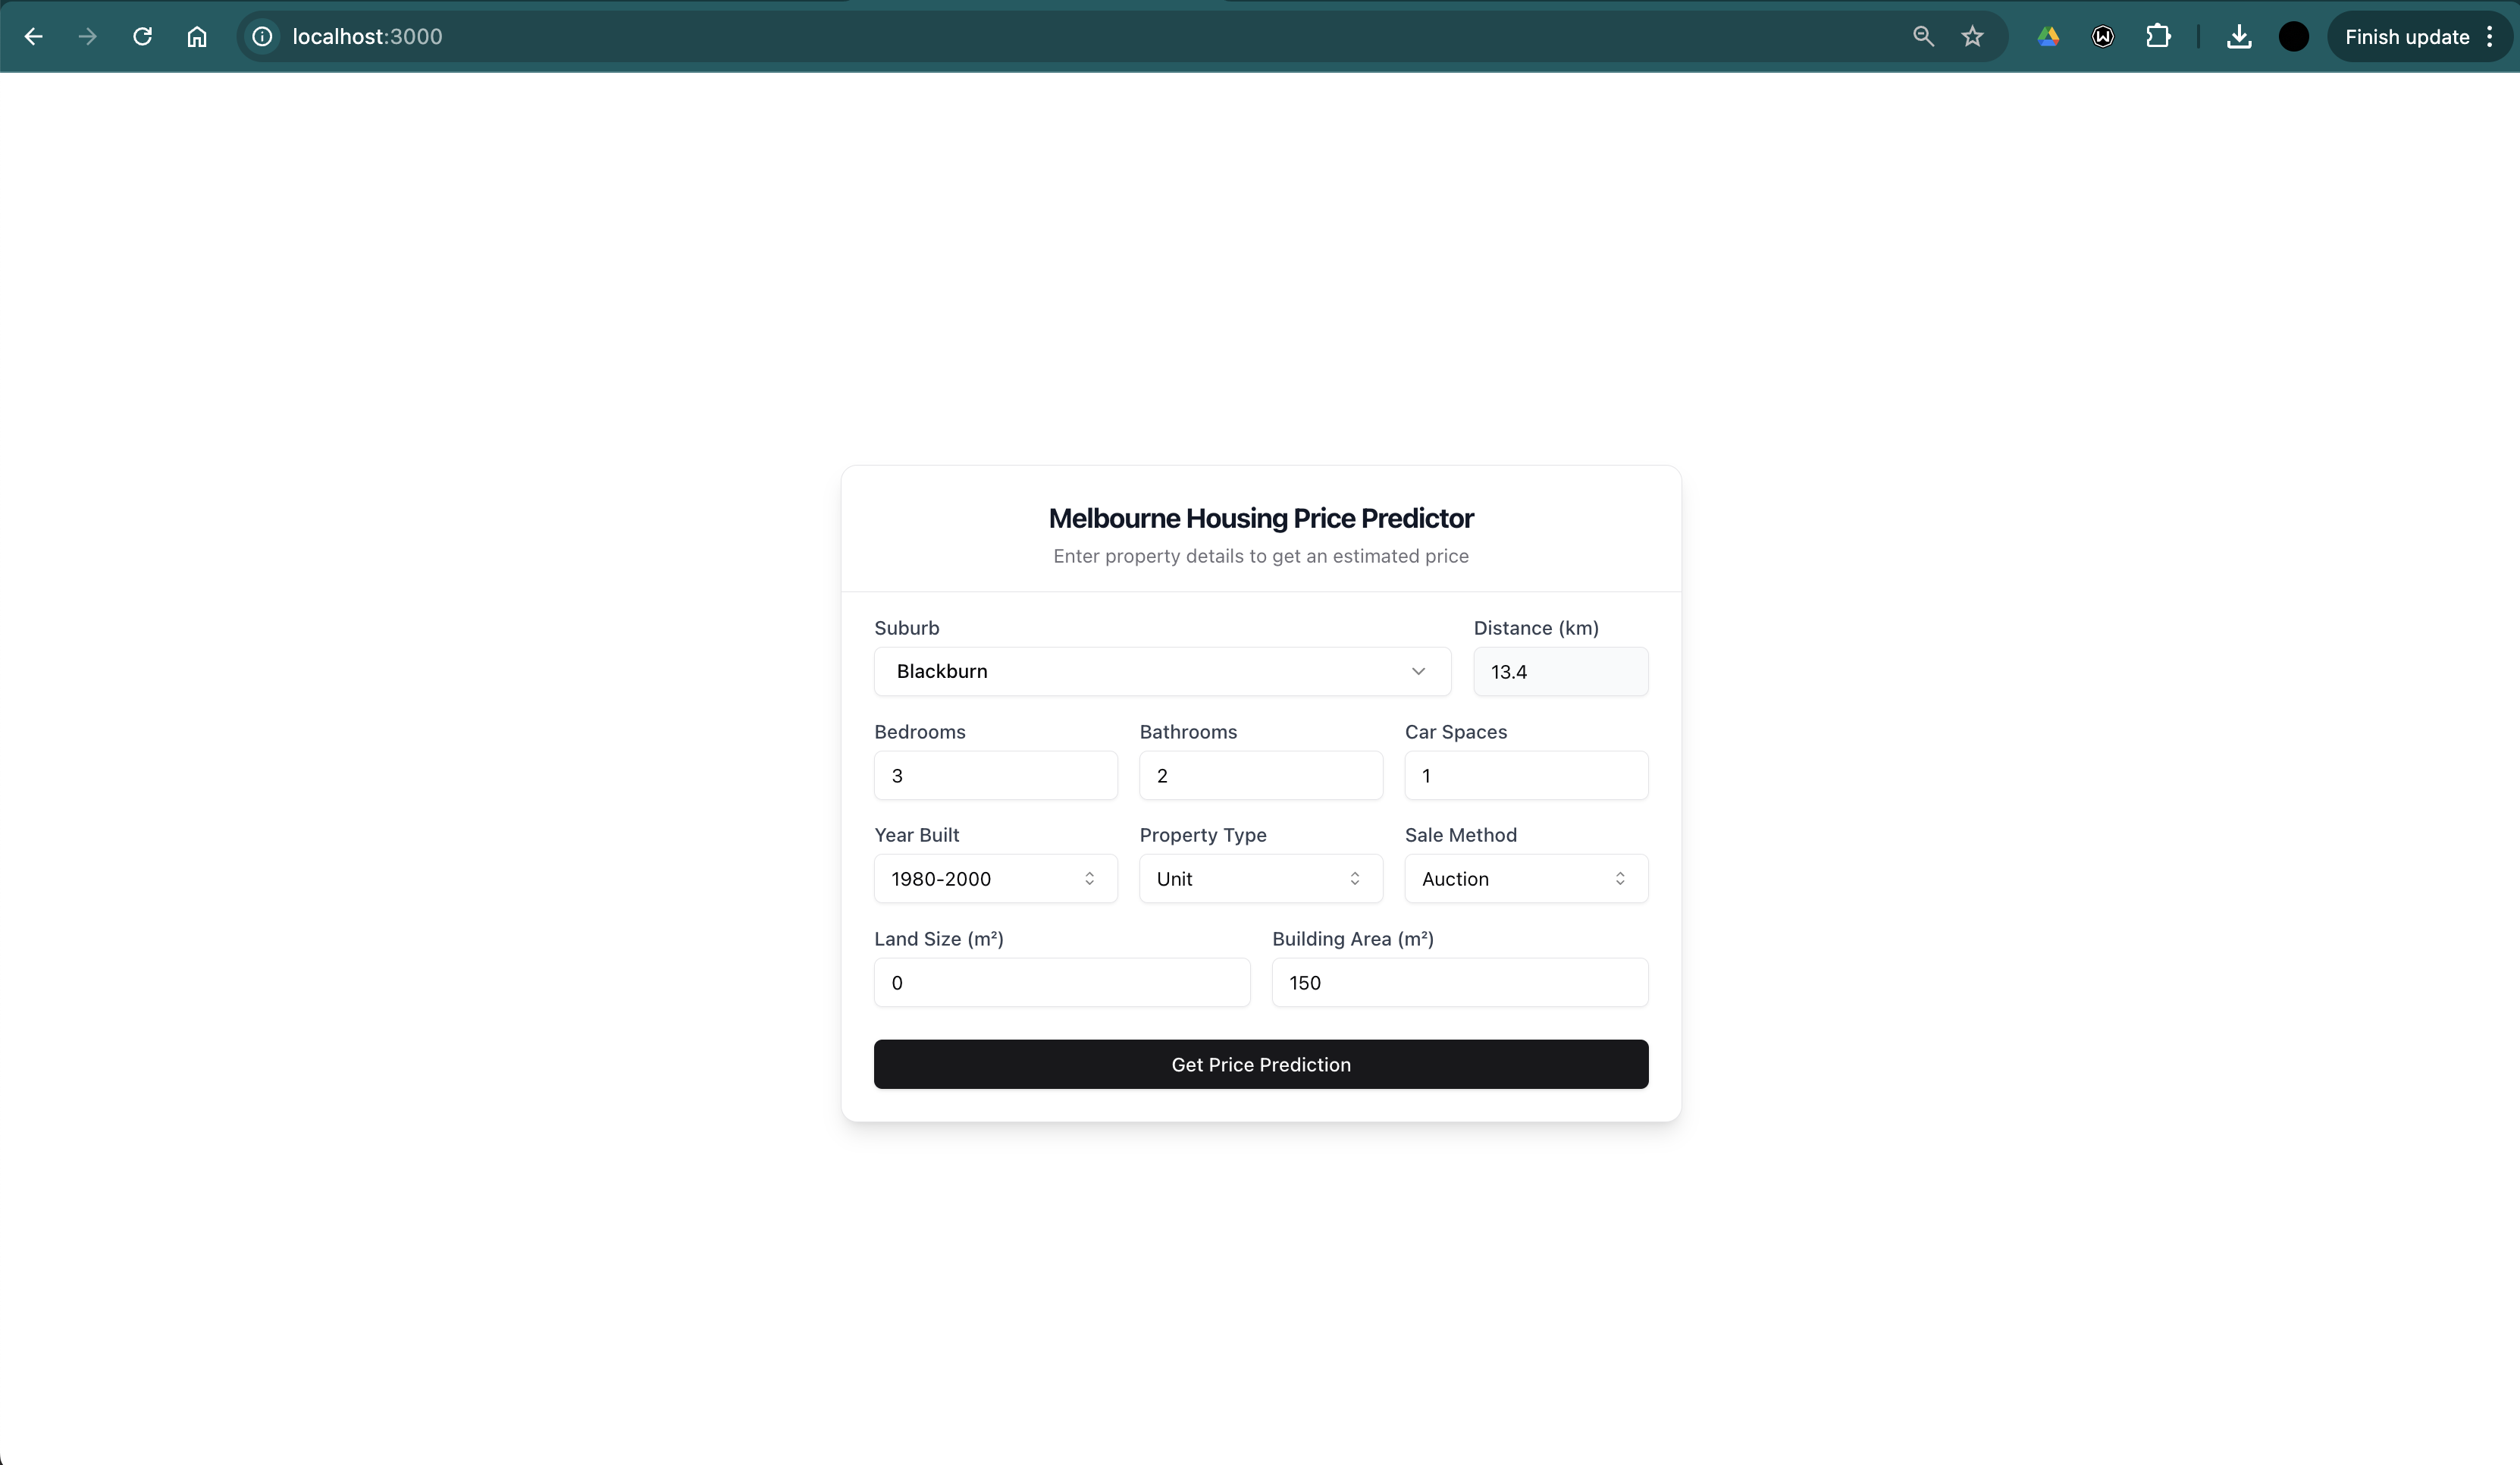 localhost:3000
Finish update
Melbourne Housing Price Predictor
Enter property details to get an estimated price
Suburb
Distance (km)
Blackburn
13.4
Bedrooms
Bathrooms
Car Spaces
3
2
1
Year Built
Property Type
Sale Method
1980-2000
Unit
Auction
Land Size (m²)
Building Area (m²)
0
150
Get Price Prediction